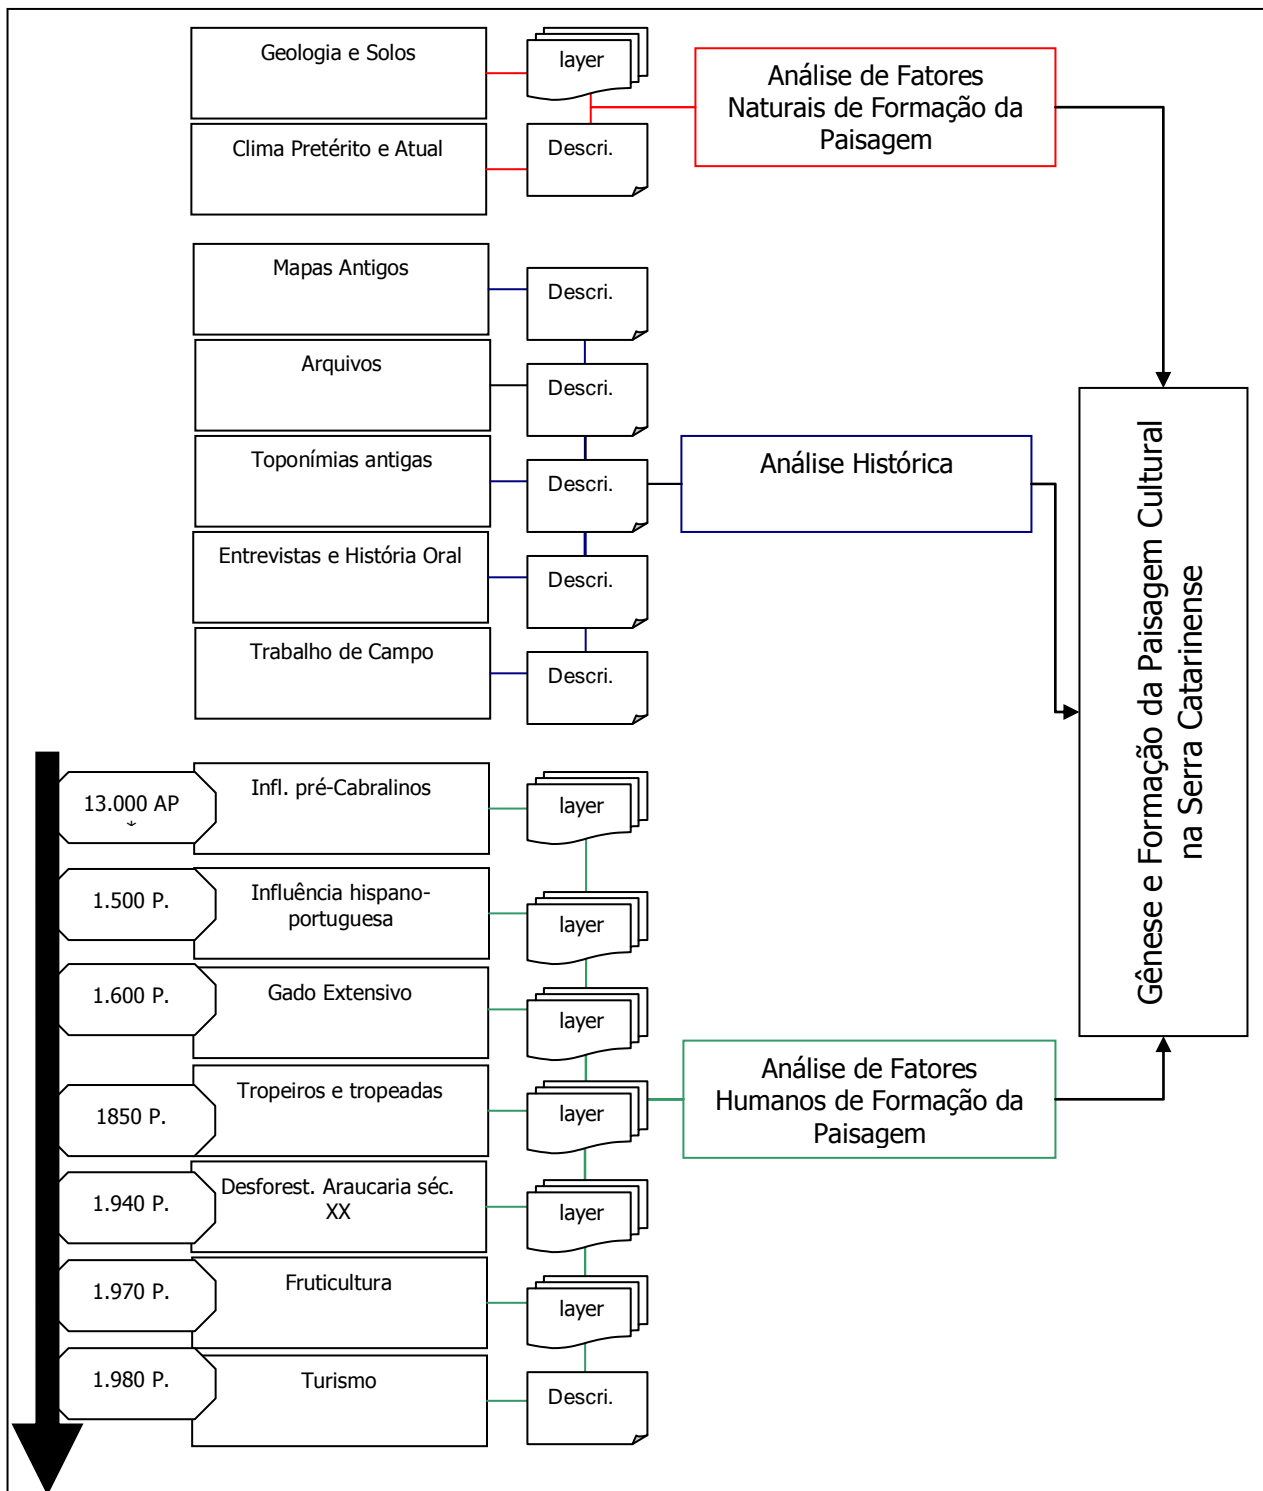 Geologia e Solos
layer
Análise de Fatores
Naturais de Formação da
Paisagem
Clima Pretérito e Atual
Descri.
Mapas Antigos
Descri.
Arquivos
Descri.
Toponímias antigas
Descri.
Análise Histórica
Entrevistas e História Oral
Descri.
Trabalho de Campo
Descri.
Gênese e Formação da Paisagem Cultural
na Serra Catarinense
13.000 AP
Infl. pré-Cabralinos
layer
1.500 P.
Influência hispano-
portuguesa
layer
1.600 P.
Gado Extensivo
layer
1850 P.
Tropeiros e tropeadas
layer
Análise de Fatores
Humanos de Formação da
Paisagem
1.940 P.
Desforest. Araucaria séc.
XX
layer
1.970 P.
Fruticultura
layer
1.980 P.
Turismo
Descri.